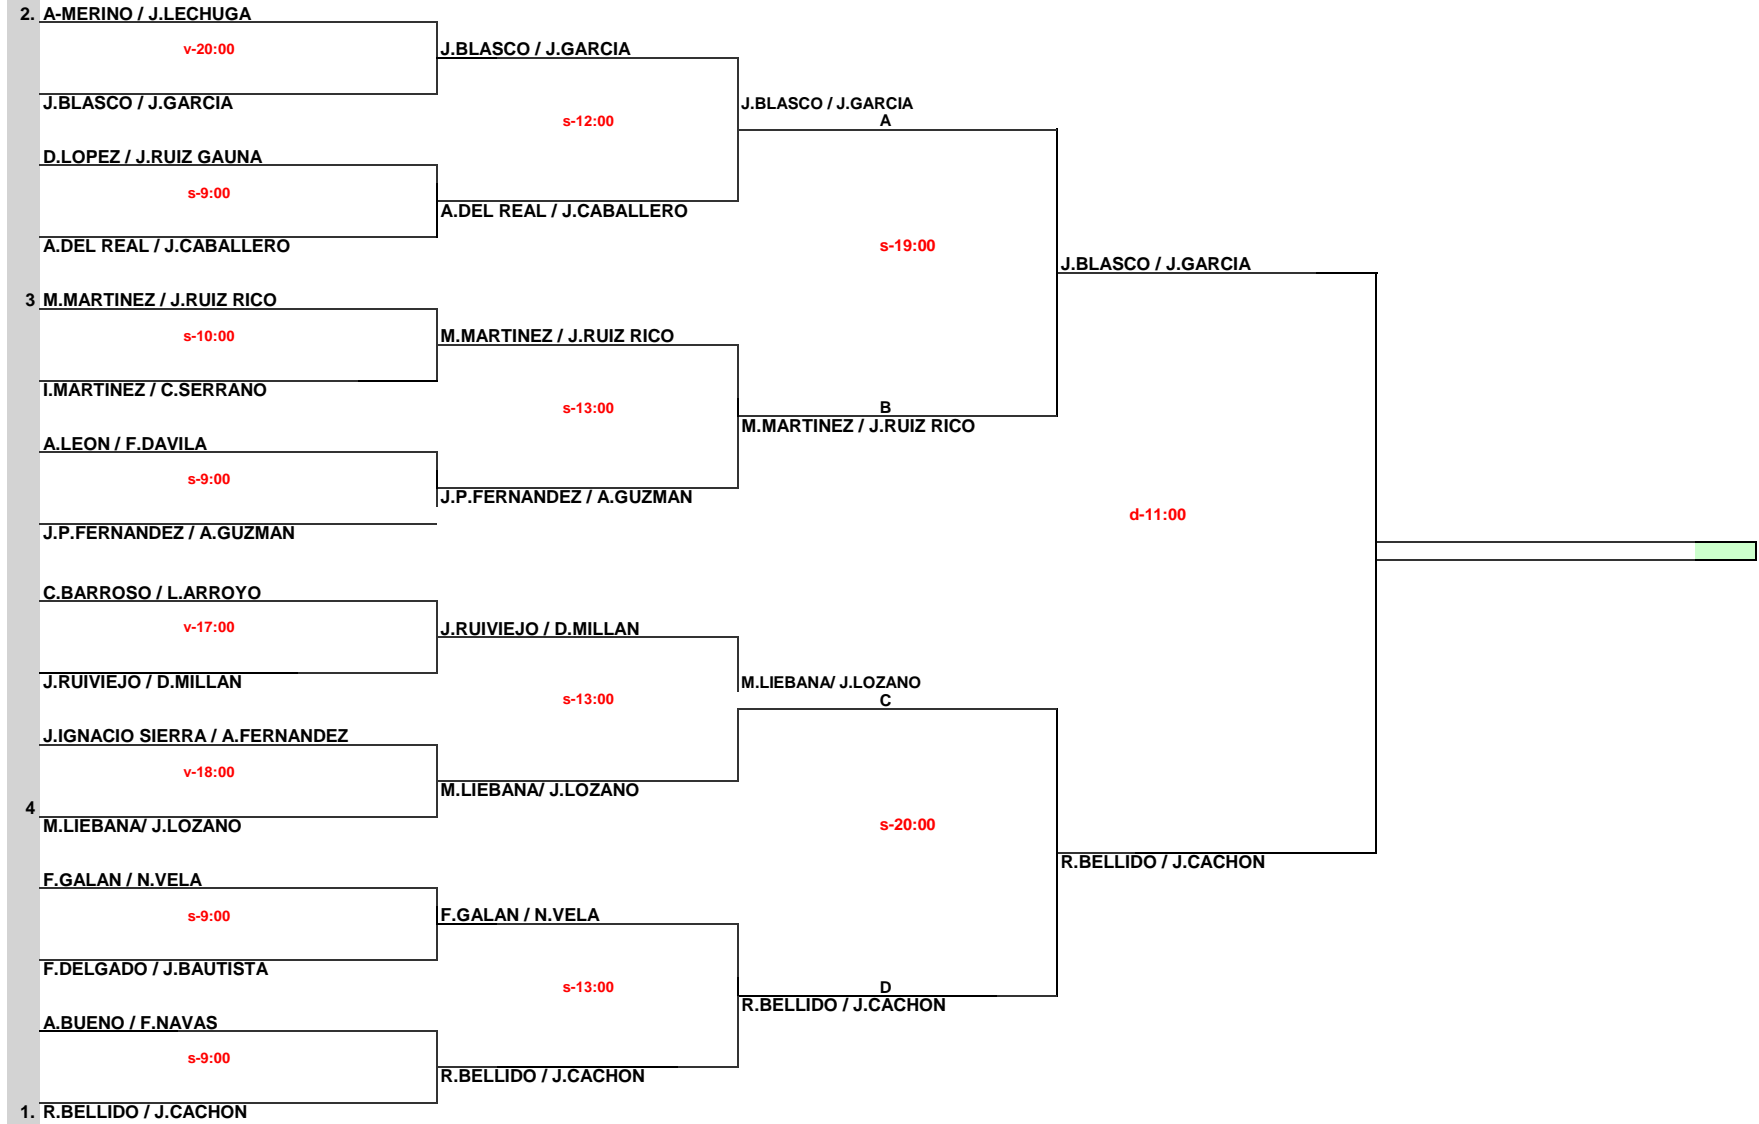 2. A-MERINO / J.LECHUGA
v-20:00
J.BLASCO / J.GARCIA
J.BLASCO / J.GARCIA
J.BLASCO / J.GARCIA
A
s-12:00
D.LOPEZ / J.RUIZ GAUNA
s-9:00
A.DEL REAL / J.CABALLERO
A.DEL REAL / J.CABALLERO
s-19:00
J.BLASCO / J.GARCIA
3 M.MARTINEZ / J.RUIZ RICO
s-10:00
M.MARTINEZ / J.RUIZ RICO
I.MARTINEZ / C.SERRANO
s-13:00
B
M.MARTINEZ / J.RUIZ RICO
A.LEON / F.DAVILA
s-9:00
J.P.FERNANDEZ / A.GUZMAN
d-11:00
J.P.FERNANDEZ / A.GUZMAN
C.BARROSO / L.ARROYO
v-17:00
J.RUIVIEJO / D.MILLAN
J.RUIVIEJO / D.MILLAN
M.LIEBANA/ J.LOZANO
C
s-13:00
J.IGNACIO SIERRA / A.FERNANDEZ
v-18:00
M.LIEBANA/ J.LOZANO
4
M.LIEBANA/ J.LOZANO
s-20:00
R.BELLIDO / J.CACHON
F.GALAN / N.VELA
s-9:00
F.GALAN / N.VELA
F.DELGADO / J.BAUTISTA
s-13:00
D
R.BELLIDO / J.CACHON
A.BUENO / F.NAVAS
s-9:00
R.BELLIDO / J.CACHON
1. R.BELLIDO / J.CACHON